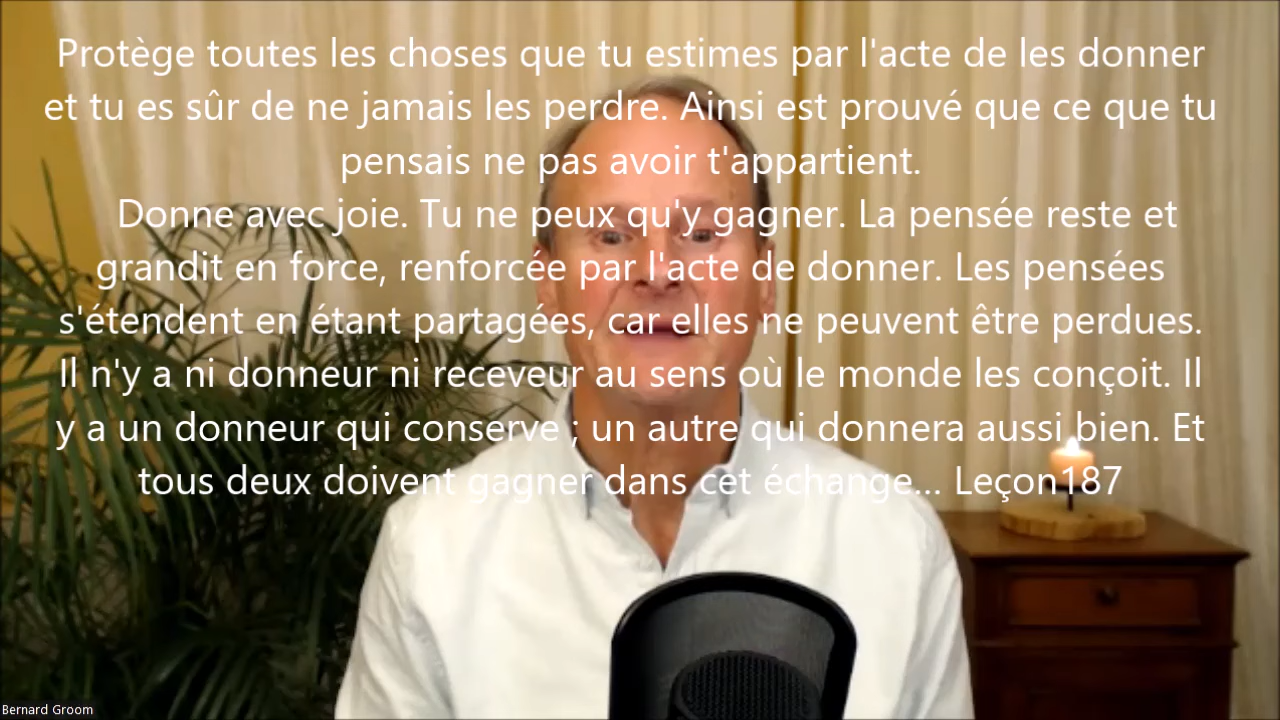 Protège toutes les choses que tu estimes par l'acte de les donner
et tu es sûr de ne jamais les perdre. Ainsi est prouvé que ce que tu
pensais ne pas avoir t'appartient.
Donne avec joie. Tu ne peux qu'y gagner. La pensée reste et
grandit en force, renforcée par l'acte de donner. Les pensées
s'étendent en étant partagées, car elles ne peuvent être perdues.
Il n'y a ni donneur ni receveur au sens où le monde les conçoit. Il
y a un donneur qui conserve ; un autre qui donnera aussi bien. Et
tous deux doivent gagner dans cet échange... Leçon187
Bernard Groom